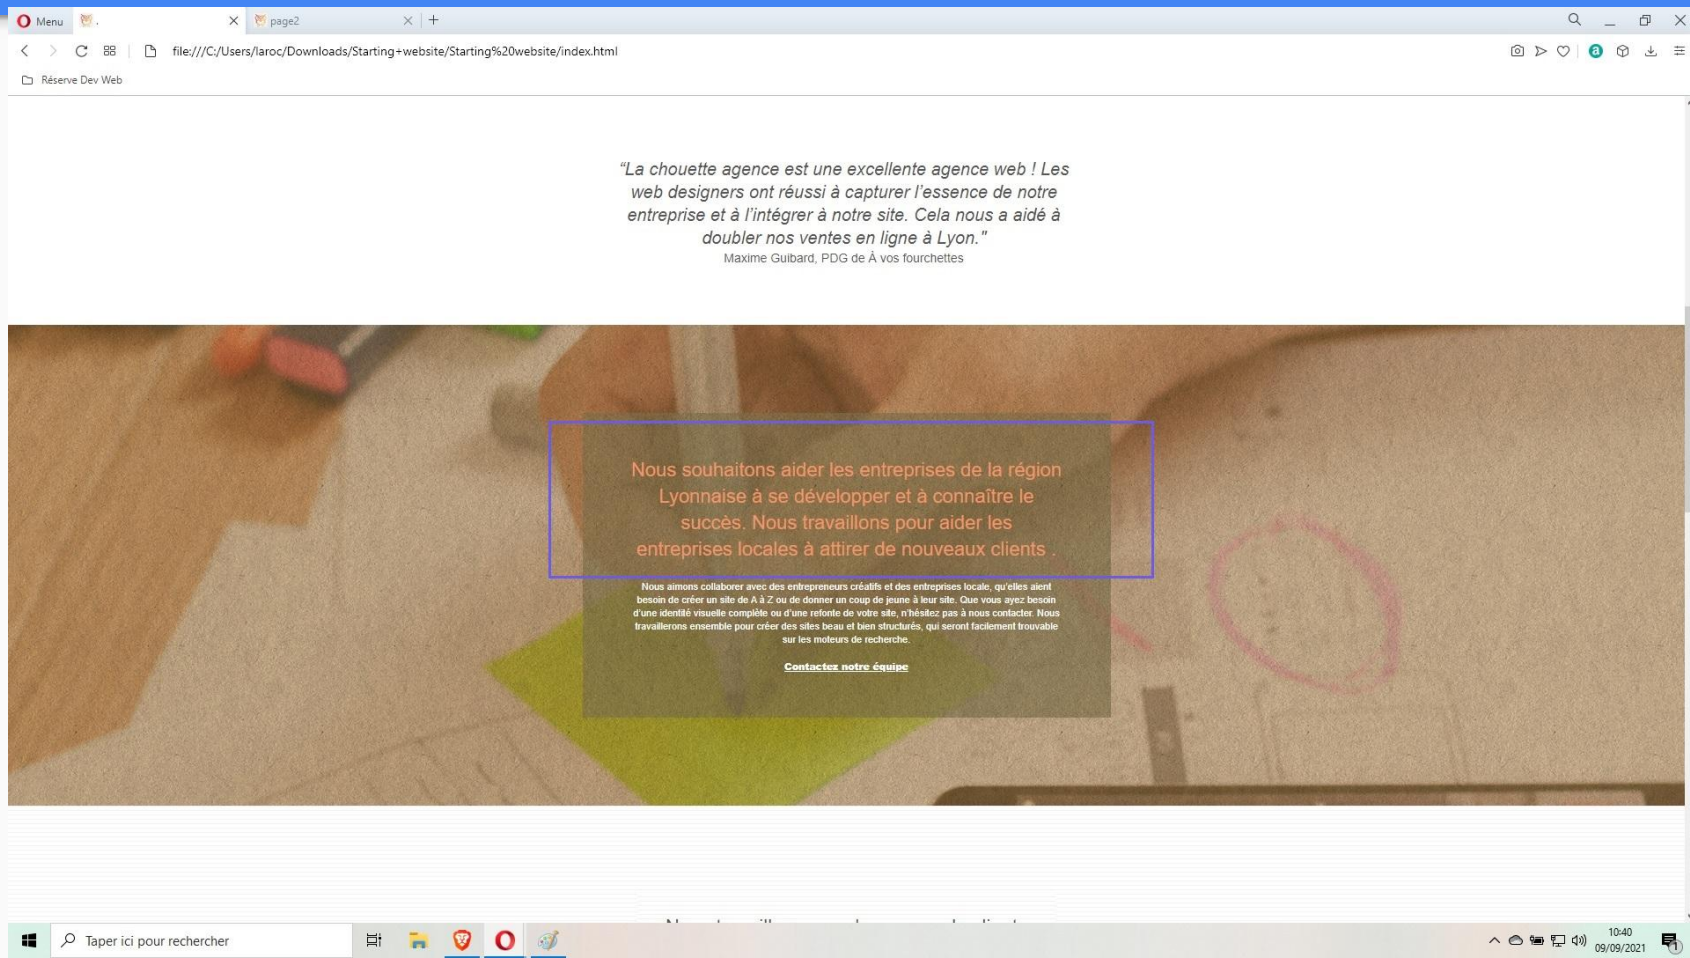 Menu
.
page2
file:///C:/Users/laroc/Downloads/Starting+website/Starting%20website/index.html
a
Réserve Dev Web
“La chouette agence est une excellente agence web ! Les
web designers ont réussi à capturer l’essence de notre
entreprise et à l’intégrer à notre site. Cela nous a aidé à
doubler nos ventes en ligne à Lyon."
Maxime Guibard, PDG de À vos fourchettes
Nous souhaitons aider les entreprises de la région
Lyonnaise à se développer et à connaître le
succès. Nous travaillons pour aider les
entreprises locales à attirer de nouveaux clients .
Nous aimons collaborer avec des entrepreneurs créatifs et des entreprises locale, qu’elles aient
besoin de créer un site de A à Z ou de donner un coup de jeune à leur site. Que vous ayez besoin
d’une identité visuelle complète ou d’une refonte de votre site, n’hésitez pas à nous contacter. Nous
travaillerons ensemble pour créer des sites beau et bien structurés, qui seront facilement trouvable
sur les moteurs de recherche.
Contactez notre équipe
Taper ici pour rechercher
10:40
09/09/2021
1